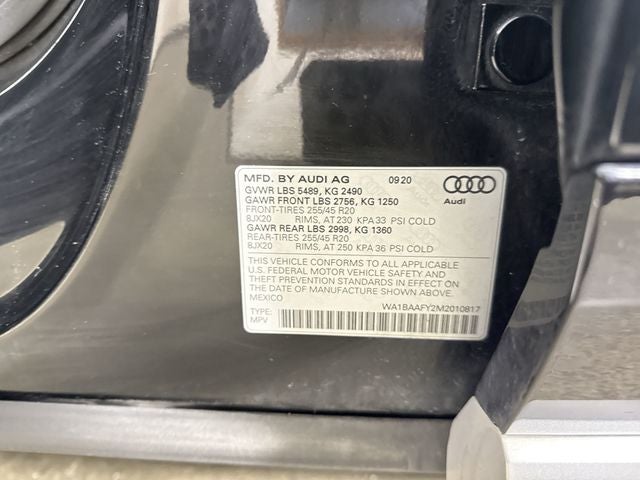 MFD. BY AUDI AG 09 20
GVWR LBS 5489, KG 2490
GAWR FRONT LBS 2756, KG 1250
FRONT-TIRES 255/45 R20
8JX20 RIMS, AT 230 KPA 33 PSI COLD
GAWR REAR LBS 2998, KG 1360
REAR-TIRES 255/45 R20
8JX20 RIMS, AT 250 KPA 36 PSI COLD
Audi
THIS VEHICLE CONFORMS TO ALL APPLICABLE
U.S. FEDERAL MOTOR VEHICLE SAFETY AND
THEFT PREVENTION STANDARDS IN EFFECT ON
THE DATE OF MANUFACTURE SHOWN ABOVE.
MEXICO
WA1BAAFY2M2010817
TYPE:
MPV